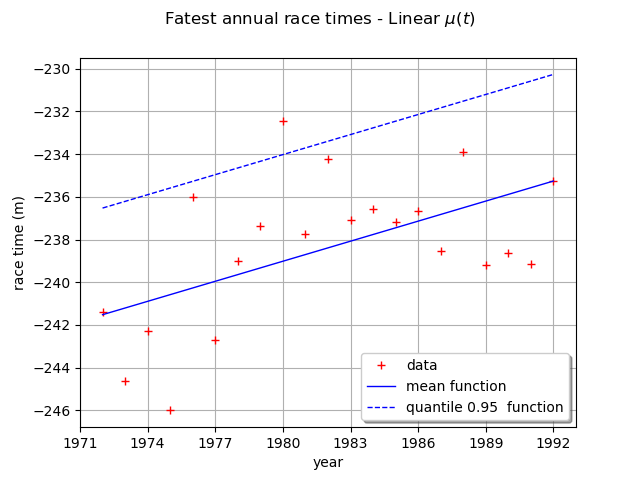 Fatest annual race times - Linear μ(t)
−230
−232
−234
−236
−238
−240
−242
−244
−246
race time (m)
data
mean function
quantile 0.95  function
1971 1974 1977 1980 1983 1986 1989 1992
year